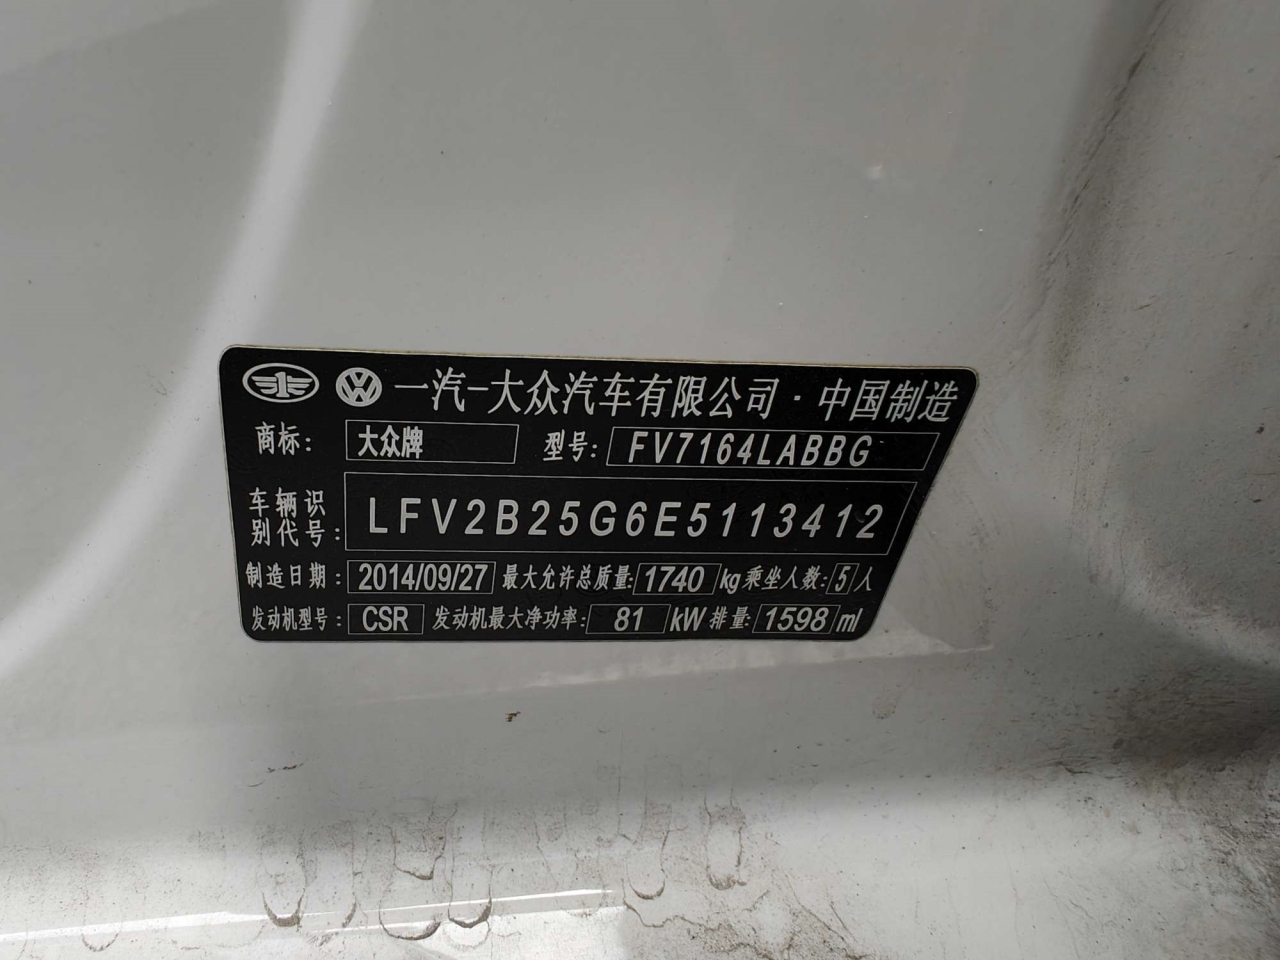 一汽-大众汽车有限公司·中国制造
商标: 大众牌 型号: FV7164LABBG
车辆识别代号: LFV2B25G6E5113412
制造日期: 2014/09/27 最大允许总质量: 1740 kg 乘坐人数: 5 人
发动机型号: CSR 发动机最大净功率: 81 kW 排量: 1598 ml